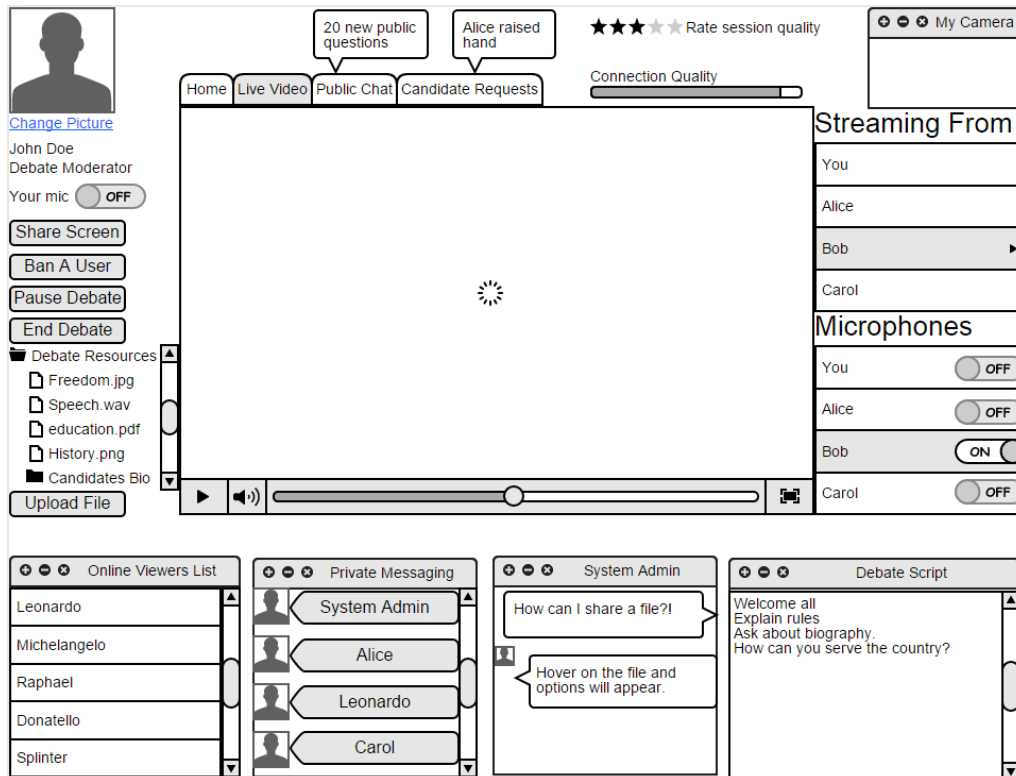 20 new public
questions
Alice raised
hand
Rate session quality
My Camera
Connection Quality
Home
Live Video
Public Chat
Candidate Requests
Change Picture
John Doe
Debate Moderator
Your mic OFF
Share Screen
Ban A User
Pause Debate
End Debate
Debate Resources
Freedom.jpg
Speech.wav
education.pdf
History.png
Candidates Bio
Upload File
Streaming From
You
Alice
Bob
Carol
Microphones
You OFF
Alice OFF
Bob ON
Carol OFF
Online Viewers List
Leonardo
Michelangelo
Raphael
Donatello
Splinter
Private Messaging
System Admin
Alice
Leonardo
Carol
System Admin
How can I share a file?!
Hover on the file and
options will appear.
Debate Script
Welcome all
Explain rules
Ask about biography.
How can you serve the country?